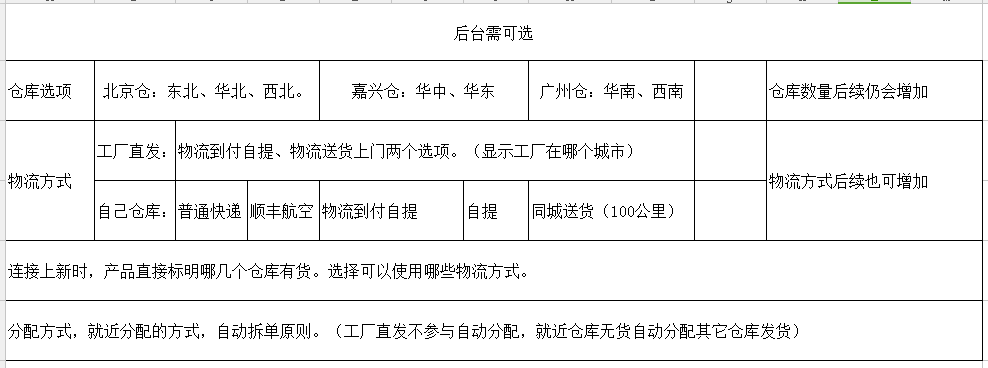 后台需可选
仓库选项
北京仓：东北、华北、西北。
嘉兴仓：华中、华东
广州仓：华南、西南
仓库数量后续仍会增加
物流方式
工厂直发：
物流到付自提、物流送货上门两个选项。（显示工厂在哪个城市）
物流方式后续也可增加
自己仓库：
普通快递
顺丰航空
物流到付自提
自提
同城送货（100公里）
连接上新时，产品直接标明哪几个仓库有货。选择可以使用哪些物流方式。
分配方式，就近分配的方式，自动拆单原则。（工厂直发不参与自动分配，就近仓库无货自动分配其它仓库发货）